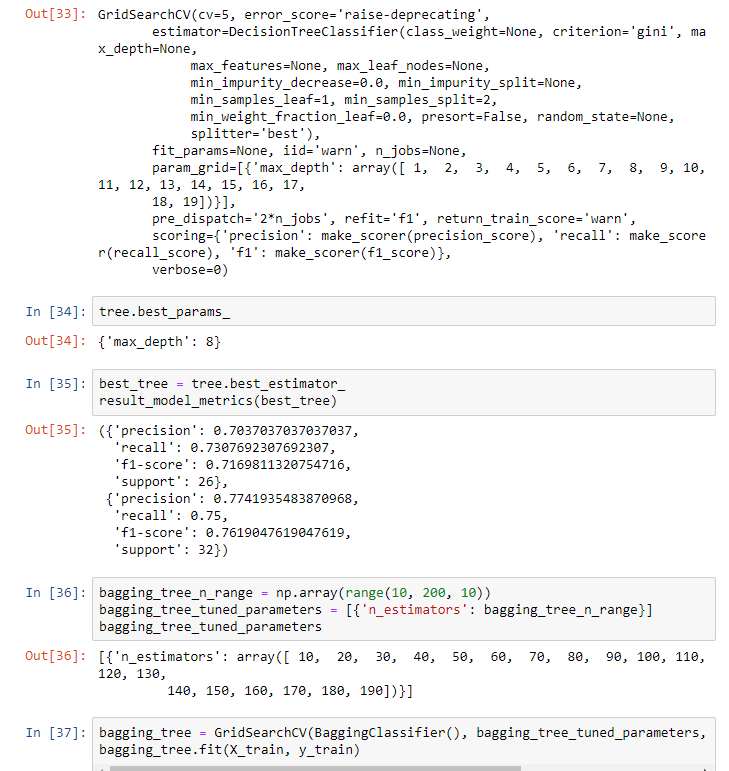 Out[33]: GridSearchCV(cv=5, error_score='raise-deprecating',
estimator=DecisionTreeClassifier(class_weight=None, criterion='gini', ma
x_depth=None,
max_features=None, max_leaf_nodes=None,
min_impurity_decrease=0.0, min_impurity_split=None,
min_samples_leaf=1, min_samples_split=2,
min_weight_fraction_leaf=0.0, presort=False, random_state=None,
splitter='best'),
fit_params=None, iid='warn', n_jobs=None,
param_grid=[{'max_depth': array([ 1, 2, 3, 4, 5, 6, 7, 8, 9, 10,
11, 12, 13, 14, 15, 16, 17,
18, 19])}],
pre_dispatch='2*n_jobs', refit='f1', return_train_score='warn',
scoring={'precision': make_scorer(precision_score), 'recall': make_score
r(recall_score), 'f1': make_scorer(f1_score)},
verbose=0)
In [34]: tree.best_params_
Out[34]: {'max_depth': 8}
In [35]: best_tree = tree.best_estimator_
result_model_metrics(best_tree)
Out[35]: ({'precision': 0.7037037037037037,
'recall': 0.7307692307692307,
'f1-score': 0.7169811320754716,
'support': 26},
{'precision': 0.7741935483870968,
'recall': 0.75,
'f1-score': 0.7619047619047619,
'support': 32})
In [36]: bagging_tree_n_range = np.array(range(10, 200, 10))
bagging_tree_tuned_parameters = [{'n_estimators': bagging_tree_n_range}]
bagging_tree_tuned_parameters
Out[36]: [{'n_estimators': array([ 10, 20, 30, 40, 50, 60, 70, 80, 90, 100, 110,
120, 130,
140, 150, 160, 170, 180, 190])}]
In [37]: bagging_tree = GridSearchCV(BaggingClassifier(), bagging_tree_tuned_parameters,
bagging_tree.fit(X_train, y_train)